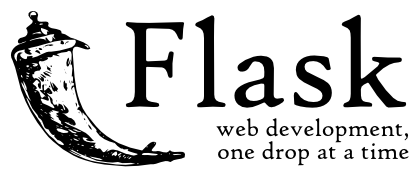 Flask
web development,
one drop at a time